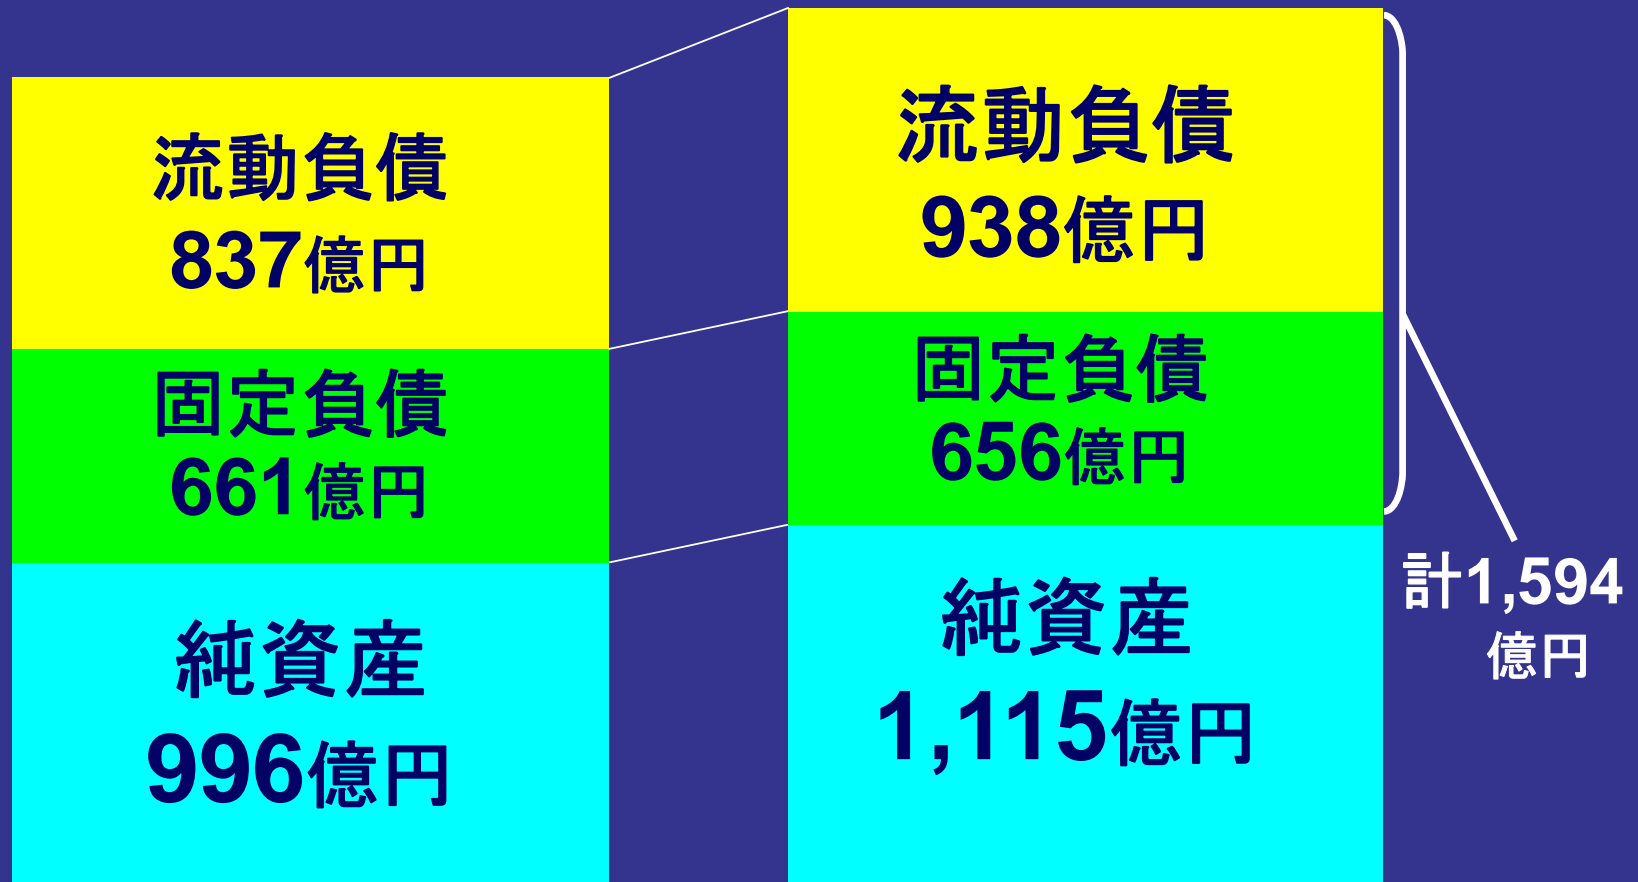 流動負債
837億円
固定負債
661億円
純資産
996億円
流動負債
938億円
固定負債
656億円
純資産
1,115億円
計1,594
億円